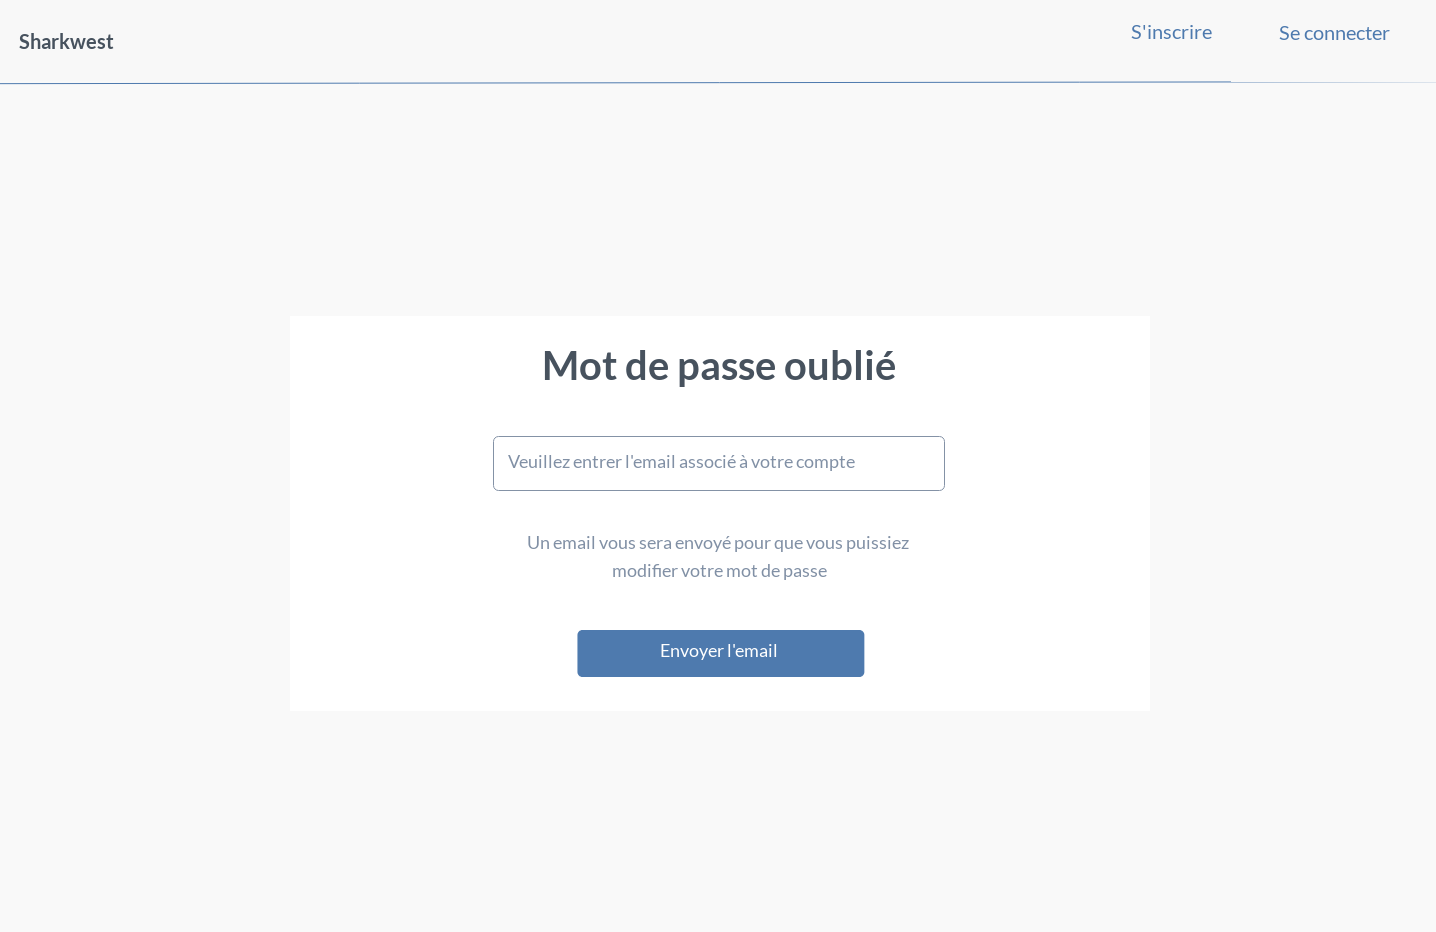 Sharkwest
S'inscrire
Se connecter
Mot de passe oublié
Veuillez entrer l'email associé à votre compte
Un email vous sera envoyé pour que vous puissiez
modifier votre mot de passe
Envoyer l'email